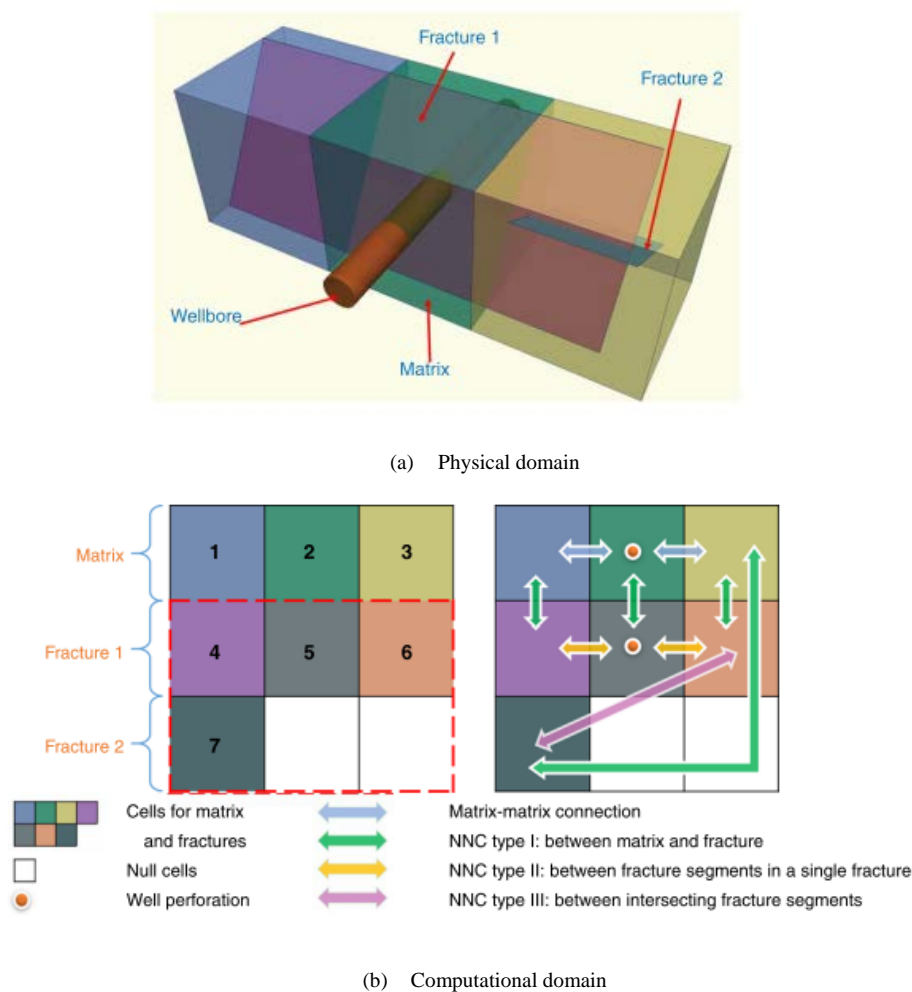 Fracture 1
Fracture 2
Wellbore
Matrix
(a) Physical domain
Matrix
1 2 3
Fracture 1
4 5 6
Fracture 2
7
Cells for matrix
and fractures
Null cells
Well perforation
Matrix-matrix connection
NNC type I: between matrix and fracture
NNC type II: between fracture segments in a single fracture
NNC type III: between intersecting fracture segments
(b) Computational domain